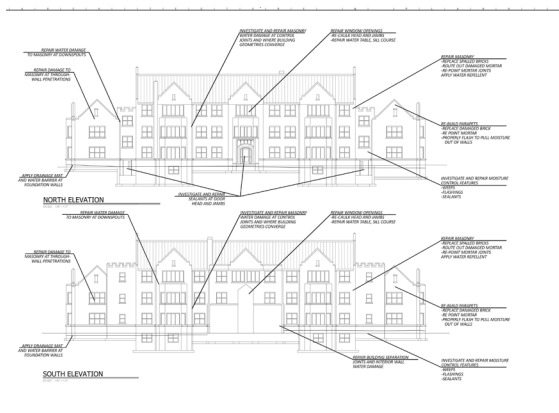 INVESTIGATE AND REPAIR MASONRY
WATER DAMAGE AT CONTROL
JOINTS AND WHERE BUILDING
GEOMETRIES CONVERGE
REPAIR WINDOW OPENINGS
-RE-CAULK HEAD AND JAMBS
-REPAIR WATER TABLE, SILL COURSE
REPAIR WATER DAMAGE
TO MASONRY AT DOWNSPOUTS
REPAIR DAMAGE TO
MASONRY AT THROUGH-
WALL PENETRATIONS
REPAIR MASONRY
-REPLACE SPALLED BRICKS
-ROUTE OUT DAMAGED MORTAR
-RE-POINT MORTAR JOINTS
APPLY WATER REPELLENT
RE-BUILD PARAPETS
-REPLACE DAMAGED BRICK
-RE POINT MORTAR
-PROPERLY FLASH TO PULL MOISTURE
OUT OF WALLS
APPLY DRAINAGE MAT
AND WATER BARRIER AT
FOUNDATION WALLS
INVESTIGATE AND REPAIR MOISTURE
CONTROL FEATURES
-WEEPS
-FLASHINGS
-SEALANTS
INVESTIGATE AND REPAIR
SEALANTS AT DOOR
HEAD AND JAMBS
NORTH ELEVATION
REPAIR WATER DAMAGE
TO MASONRY AT DOWNSPOUTS
INVESTIGATE AND REPAIR MASONRY
WATER DAMAGE AT CONTROL
JOINTS AND WHERE BUILDING
GEOMETRIES CONVERGE
REPAIR WINDOW OPENINGS
-RE-CAULK HEAD AND JAMBS
-REPAIR WATER TABLE, SILL COURSE
REPAIR DAMAGE TO
MASONRY AT THROUGH-
WALL PENETRATIONS
REPAIR MASONRY
-REPLACE SPALLED BRICKS
-ROUTE OUT DAMAGED MORTAR
-RE-POINT MORTAR JOINTS
APPLY WATER REPELLENT
RE-BUILD PARAPETS
-REPLACE DAMAGED BRICK
-RE POINT MORTAR
-PROPERLY FLASH TO PULL MOISTURE
OUT OF WALLS
APPLY DRAINAGE MAT
AND WATER BARRIER AT
FOUNDATION WALLS
REPAIR BUILDING SEPARATION
JOINTS AND INTERIOR WALL
WATER DAMAGE
INVESTIGATE AND REPAIR MOISTURE
CONTROL FEATURES
-WEEPS
-FLASHINGS
-SEALANTS
SOUTH ELEVATION